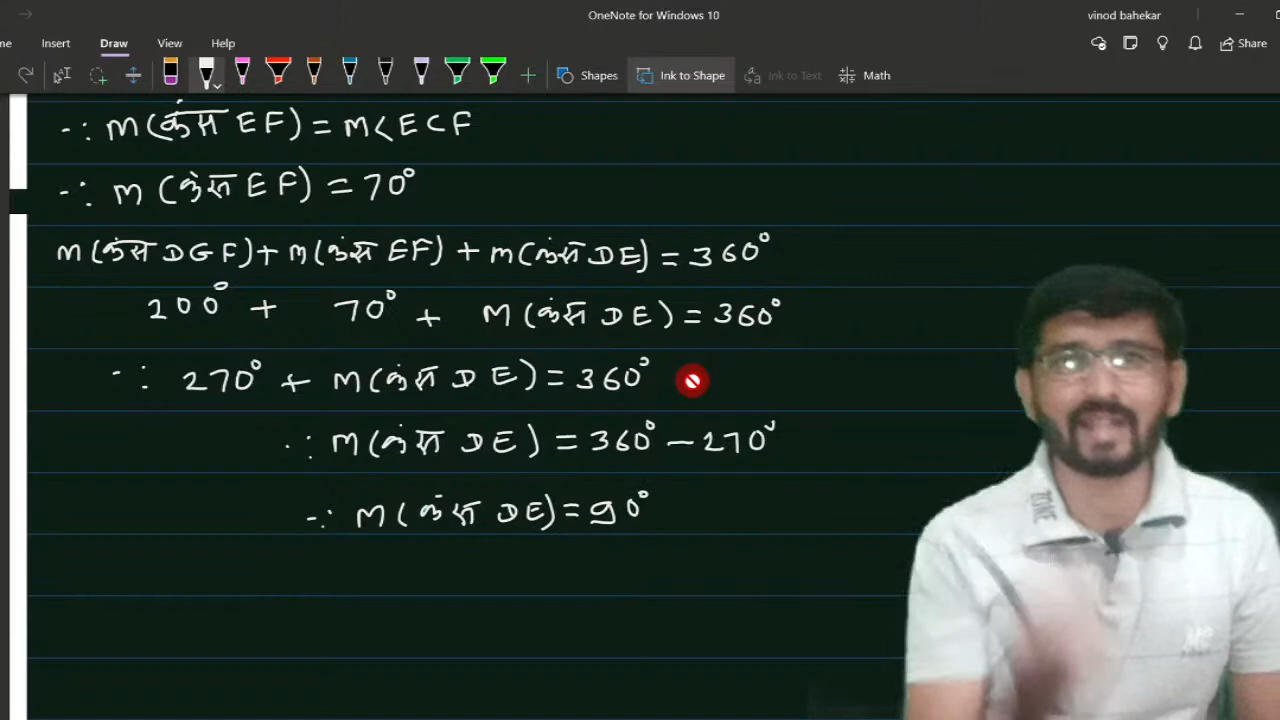 OneNote for Windows 10
vinod bahekar
Insert Draw View Help
Share
Shapes Ink to Shape Ink to Text Math
∴ m(कंस EF) = m<ECF
∴ m(कंस EF) = 70°
m(कंस DGF) + m(कंस EF) + m(कंस DE) = 360°
200° + 70° + m(कंस DE) = 360°
∴ 270° + m(कंस DE) = 360°
∴ m(कंस DE) = 360° – 270°
∴ m(कंस DE) = 90°
ZONE